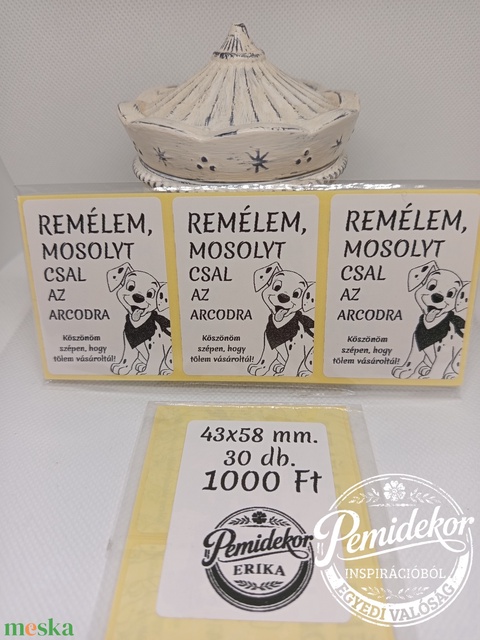 REMÉLEM,
MOSOLYT
CSAL
AZ
ARCODRA
Köszönöm
szépen, hogy
tőlem vásároltál!
REMÉLEM,
MOSOLYT
CSAL
AZ
ARCODRA
Köszönöm
szépen, hogy
tőlem vásároltál!
REMÉLEM,
MOSOLYT
CSAL
AZ
ARCODRA
Köszönöm
szépen, hogy
tőlem vásároltál!
43x58 mm.
30 db.
1000 Ft
Pemidekor
ERIKA
Pemidekor
INSPIRÁCIÓBÓL
EGYEDI VALÓSÁG
meska